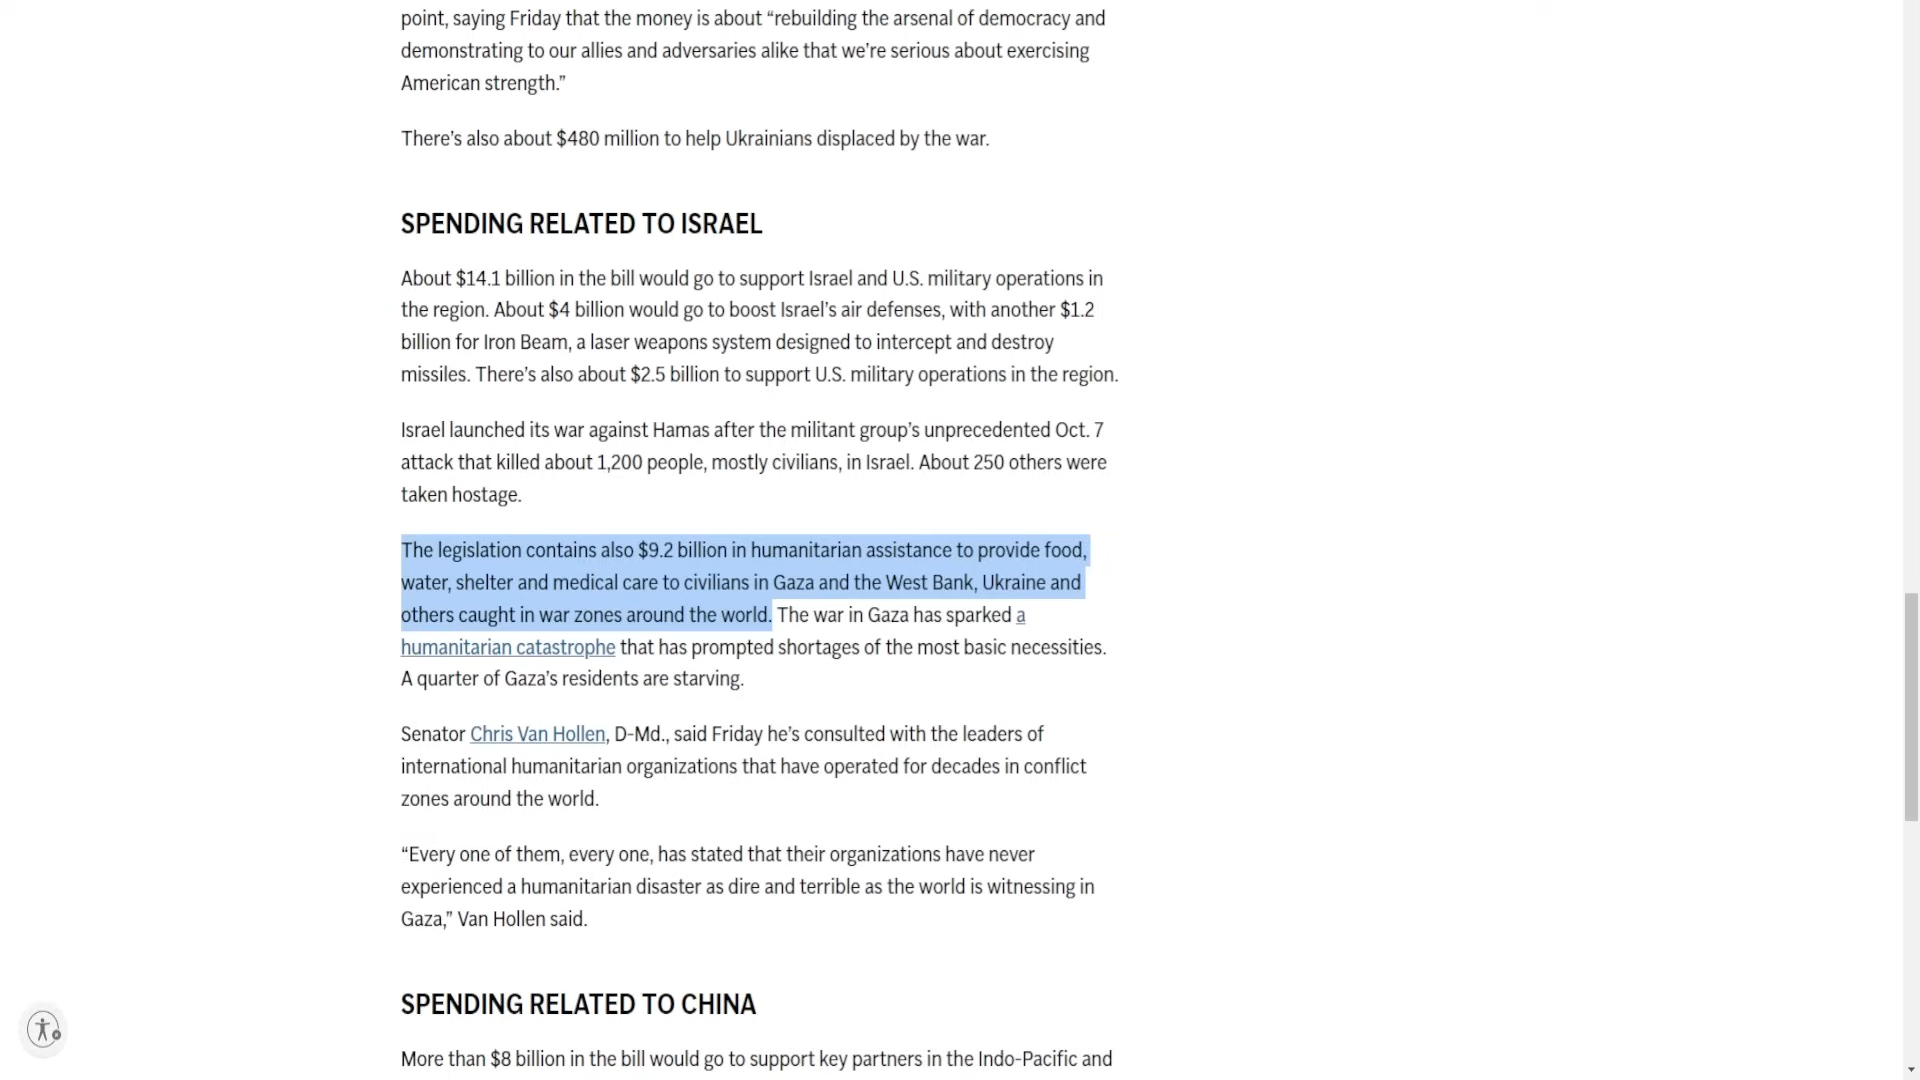 point, saying Friday that the money is about “rebuilding the arsenal of democracy and
demonstrating to our allies and adversaries alike that we’re serious about exercising
American strength.”
There’s also about $480 million to help Ukrainians displaced by the war.
SPENDING RELATED TO ISRAEL
About $14.1 billion in the bill would go to support Israel and U.S. military operations in
the region. About $4 billion would go to boost Israel’s air defenses, with another $1.2
billion for Iron Beam, a laser weapons system designed to intercept and destroy
missiles. There’s also about $2.5 billion to support U.S. military operations in the region.
Israel launched its war against Hamas after the militant group’s unprecedented Oct. 7
attack that killed about 1,200 people, mostly civilians, in Israel. About 250 others were
taken hostage.
The legislation contains also $9.2 billion in humanitarian assistance to provide food,
water, shelter and medical care to civilians in Gaza and the West Bank, Ukraine and
others caught in war zones around the world. The war in Gaza has sparked a
humanitarian catastrophe that has prompted shortages of the most basic necessities.
A quarter of Gaza’s residents are starving.
Senator Chris Van Hollen, D-Md., said Friday he’s consulted with the leaders of
international humanitarian organizations that have operated for decades in conflict
zones around the world.
“Every one of them, every one, has stated that their organizations have never
experienced a humanitarian disaster as dire and terrible as the world is witnessing in
Gaza,” Van Hollen said.
SPENDING RELATED TO CHINA
More than $8 billion in the bill would go to support key partners in the Indo-Pacific and